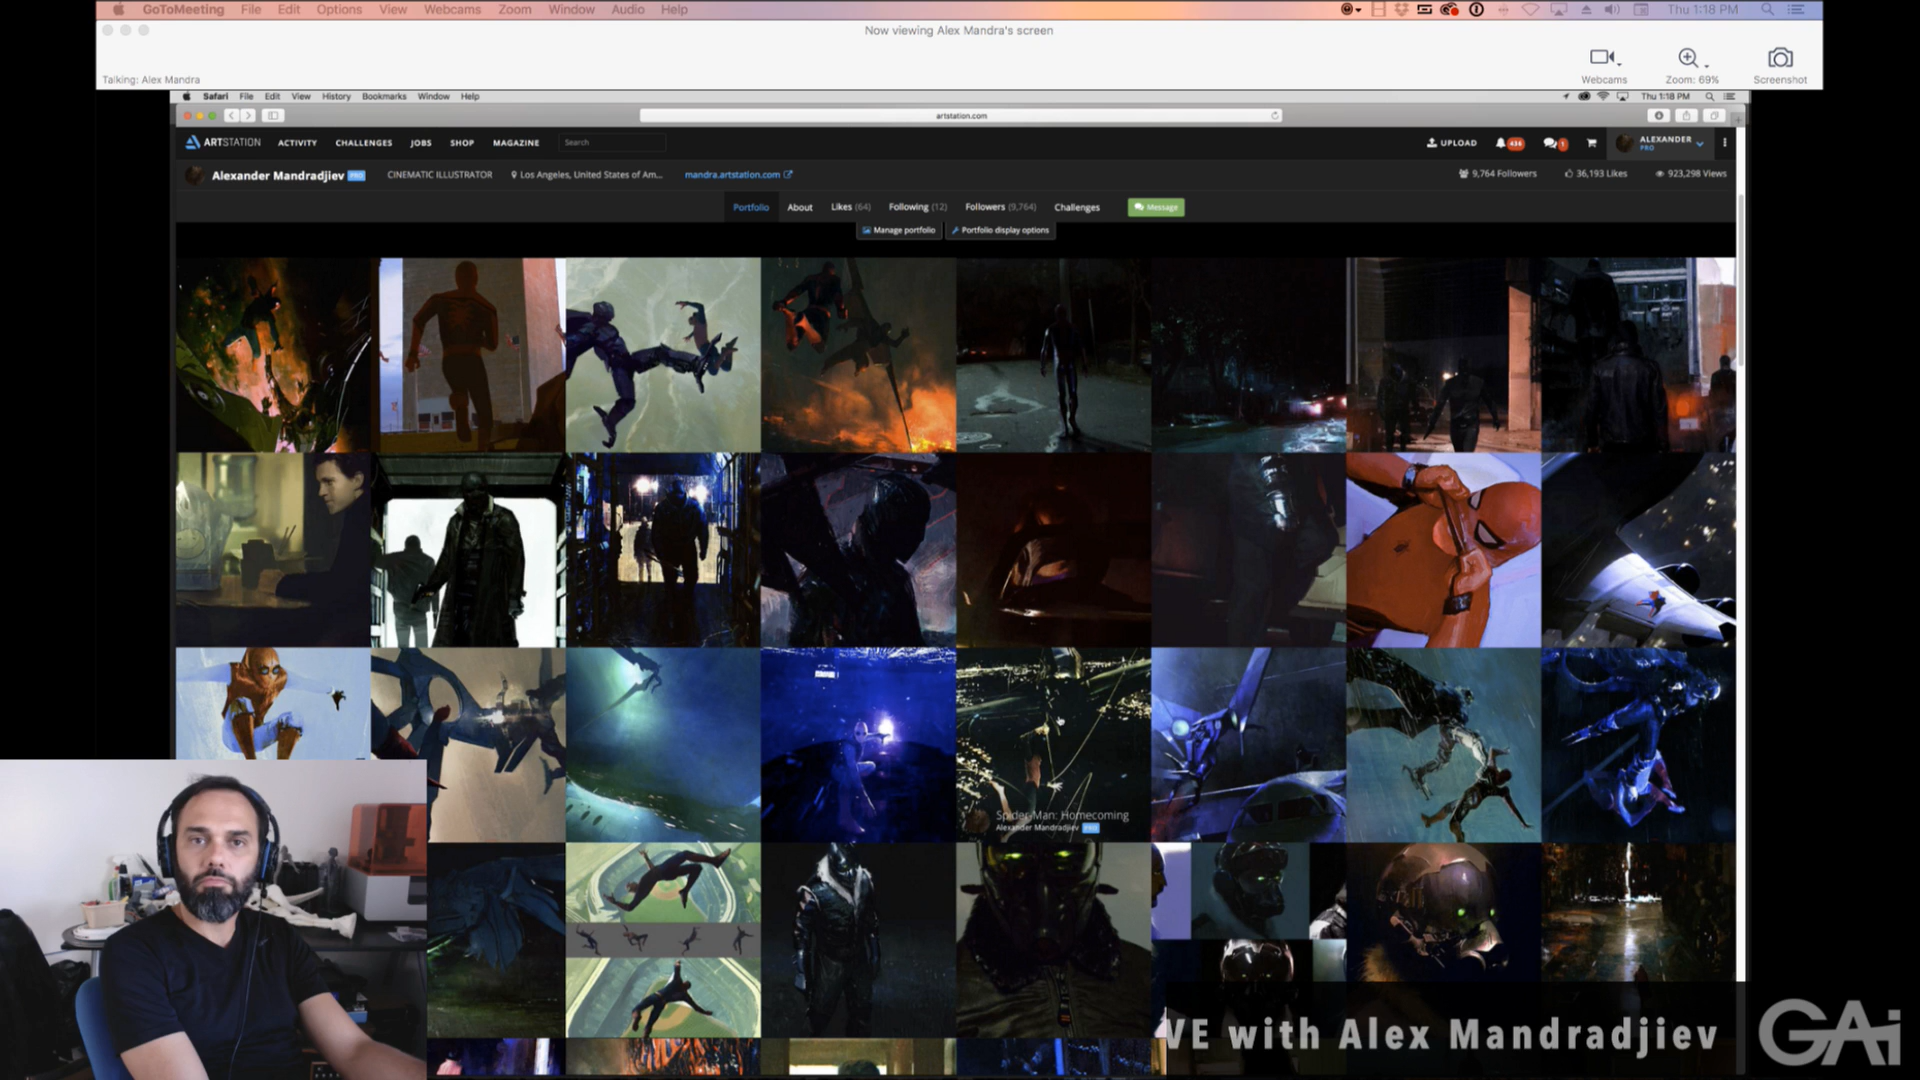 GoToMeeting File Edit Options View Webcams Zoom Window Audio Help Thu 1:18 PM
Now viewing Alex Mandra's screen
Talking: Alex Mandra
Webcams Zoom: 69% Screenshot
Safari File Edit View History Bookmarks Window Help Thu 1:18 PM
artstation.com
ARTSTATION ACTIVITY CHALLENGES JOBS SHOP MAGAZINE Search UPLOAD 436 1 ALEXANDER
PRO
Alexander Mandradjiev PRO CINEMATIC ILLUSTRATOR Los Angeles, United States of Am... mandra.artstation.com 9,764 Followers 36,193 Likes 923,298 Views
Portfolio About Likes (64) Following (12) Followers (9,764) Challenges Message
Manage portfolio Portfolio display options
Spider-Man: Homecoming
Alexander Mandradjiev PRO
VE with Alex Mandradjiev
GAi